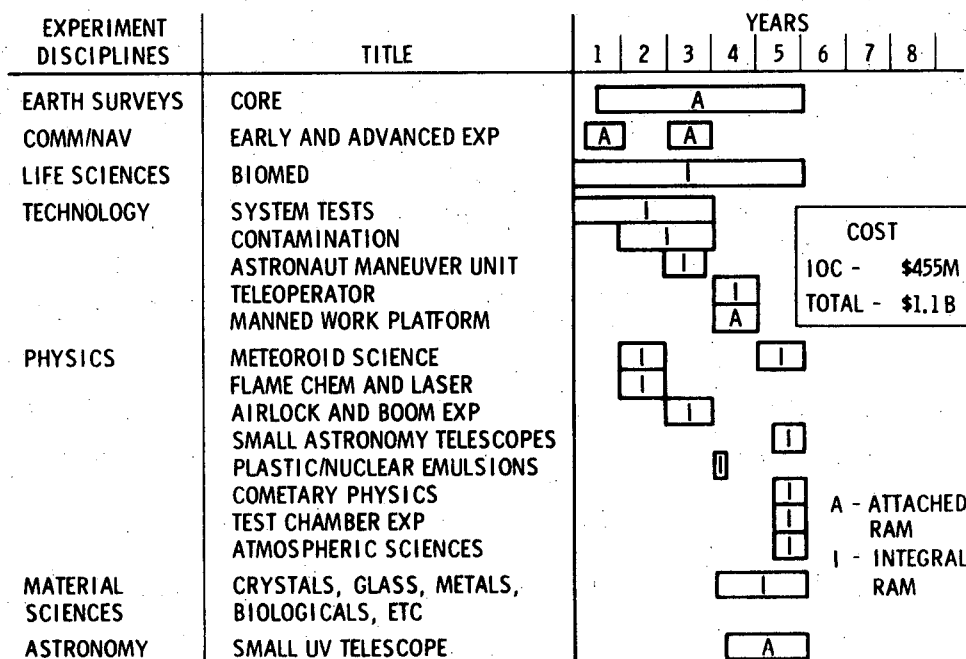 EXPERIMENT DISCIPLINES TITLE YEARS
1 2 3 4 5 6 7 8
EARTH SURVEYS CORE A
COMM/NAV EARLY AND ADVANCED EXP A A
LIFE SCIENCES BIOMED I
TECHNOLOGY SYSTEM TESTS I
CONTAMINATION I
ASTRONAUT MANEUVER UNIT I
TELEOPERATOR I
MANNED WORK PLATFORM A
COST
IOC - $455M
TOTAL - $1.1B
PHYSICS METEOROID SCIENCE I I
FLAME CHEM AND LASER I
AIRLOCK AND BOOM EXP I
SMALL ASTRONOMY TELESCOPES I
PLASTIC/NUCLEAR EMULSIONS I
COMETARY PHYSICS I
TEST CHAMBER EXP I
ATMOSPHERIC SCIENCES I
A - ATTACHED
RAM
I - INTEGRAL
RAM
MATERIAL SCIENCES CRYSTALS, GLASS, METALS, I
BIOLOGICALS, ETC
ASTRONOMY SMALL UV TELESCOPE A